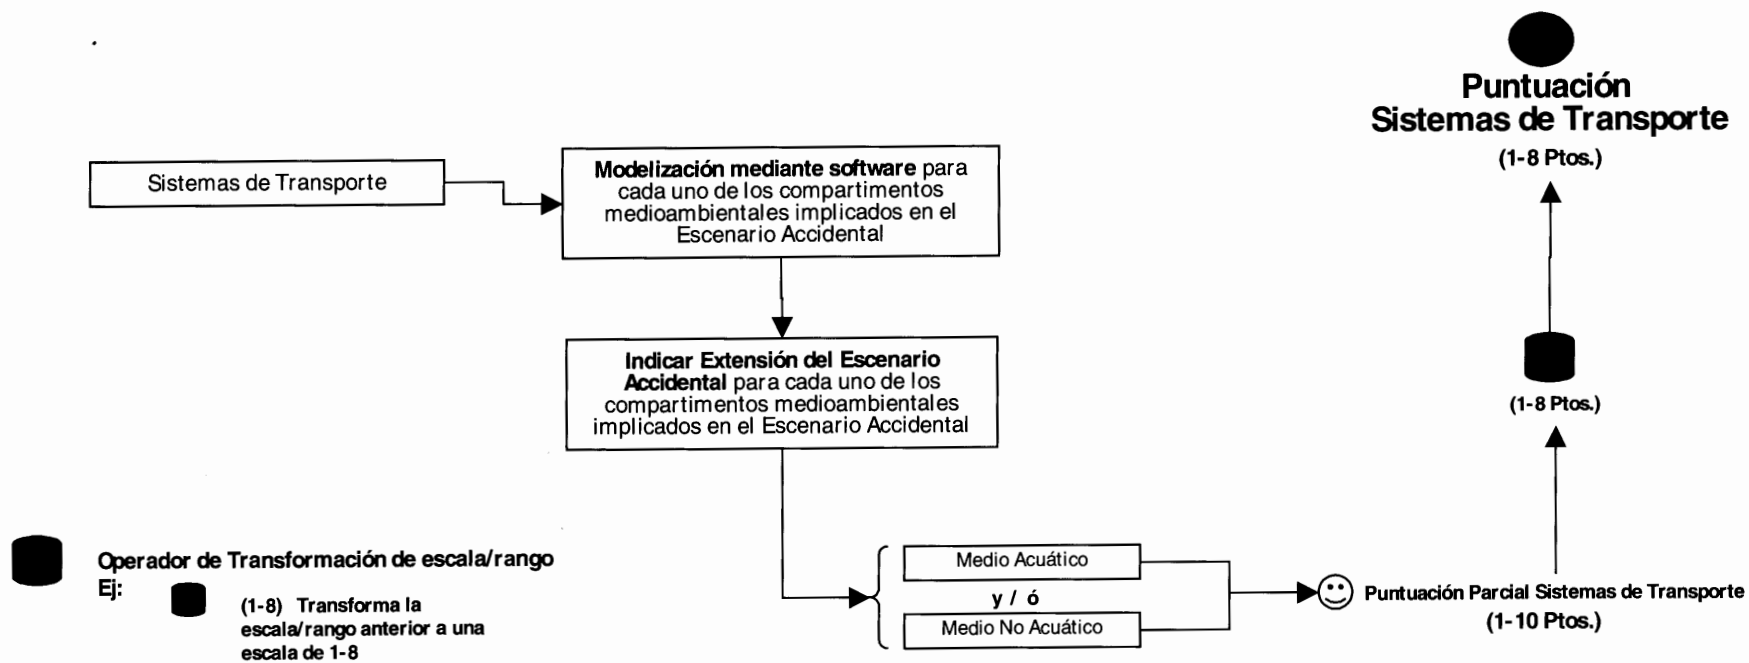 Sistemas de Transporte
Modelización mediante software para
cada uno de los compartimentos
medioambientales implicados en el
Escenario Accidental
Indicar Extensión del Escenario
Accidental para cada uno de los
compartimentos medioambientales
implicados en el Escenario Accidental
Medio Acuático
y / ó
Medio No Acuático
Puntuación Parcial Sistemas de Transporte
(1-10 Ptos.)
(1-8 Ptos.)
Puntuación
Sistemas de Transporte
(1-8 Ptos.)
Operador de Transformación de escala/rango
Ej:
(1-8) Transforma la
escala/rango anterior a una
escala de 1-8